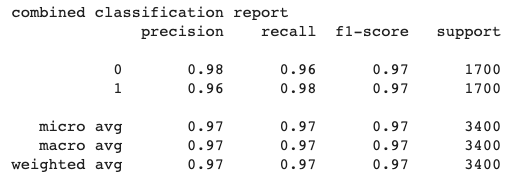 combined classification report
precision recall f1-score support
0 0.98 0.96 0.97 1700
1 0.96 0.98 0.97 1700
micro avg 0.97 0.97 0.97 3400
macro avg 0.97 0.97 0.97 3400
weighted avg 0.97 0.97 0.97 3400